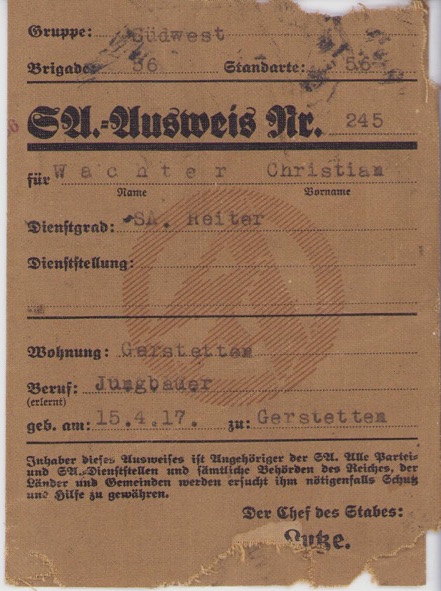 Gruppe: Südwest
Brigade: 56 Standarte: 56
SA.-Ausweis Nr. 245
für Wachter Christian
Name Vorname
Dienstgrad: SA. Reiter
Dienststellung:
Wohnung: Gerstetten
Beruf: Jungbauer
(erlernt)
geb. am: 15.4.17. zu: Gerstetten
Inhaber dieses Ausweises ist Angehöriger der SA. Alle Partei-
und SA.-Dienststellen und sämtliche Behörden des Reiches, der
Länder und Gemeinden werden ersucht ihm nötigenfalls Schutz
und Hilfe zu gewähren.
Der Chef des Stabes:
Lutze.